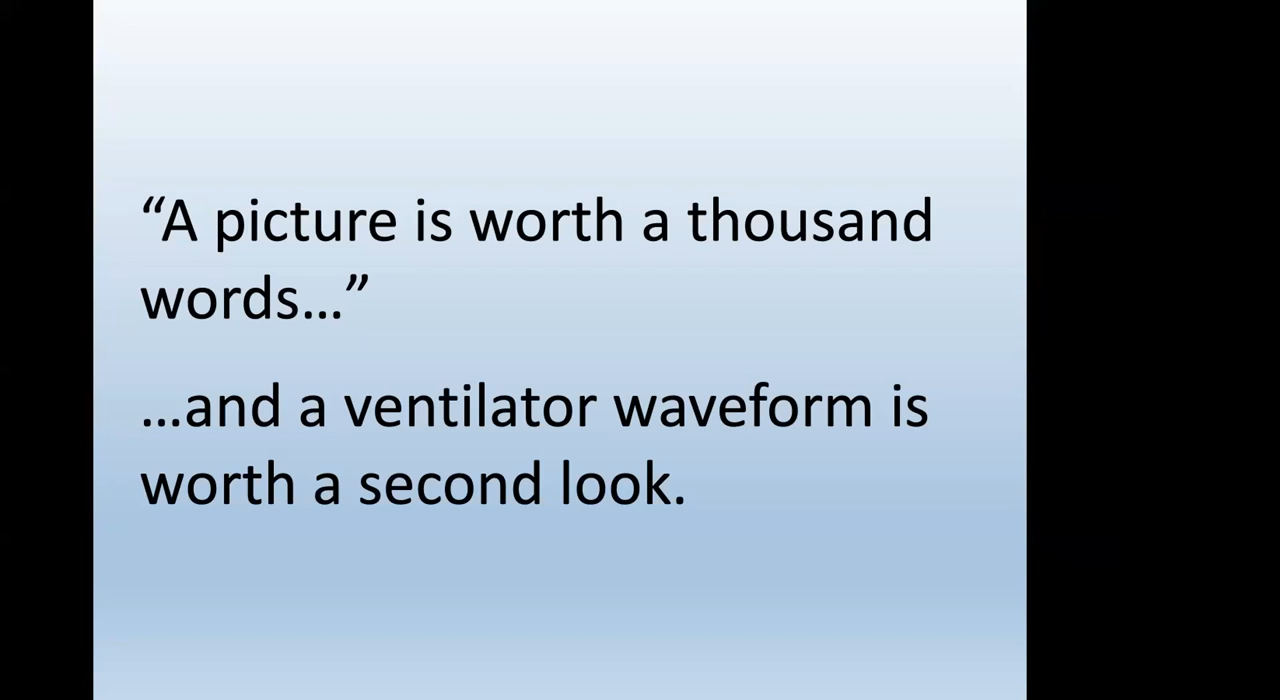 “A picture is worth a thousand
words…”
…and a ventilator waveform is
worth a second look.